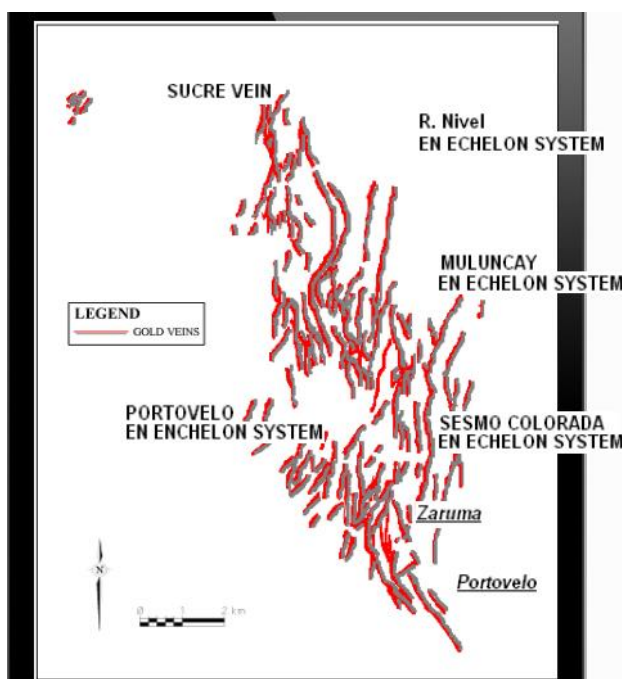 SUCRE VEIN
R. Nivel
EN ECHELON SYSTEM
MULUNCAY
EN ECHELON SYSTEM
LEGEND
GOLD VEINS
PORTOVELO
EN ENCHELON SYSTEM
SESMO COLORADA
EN ECHELON SYSTEM
Zaruma
Portovelo
N
0 1 2 km